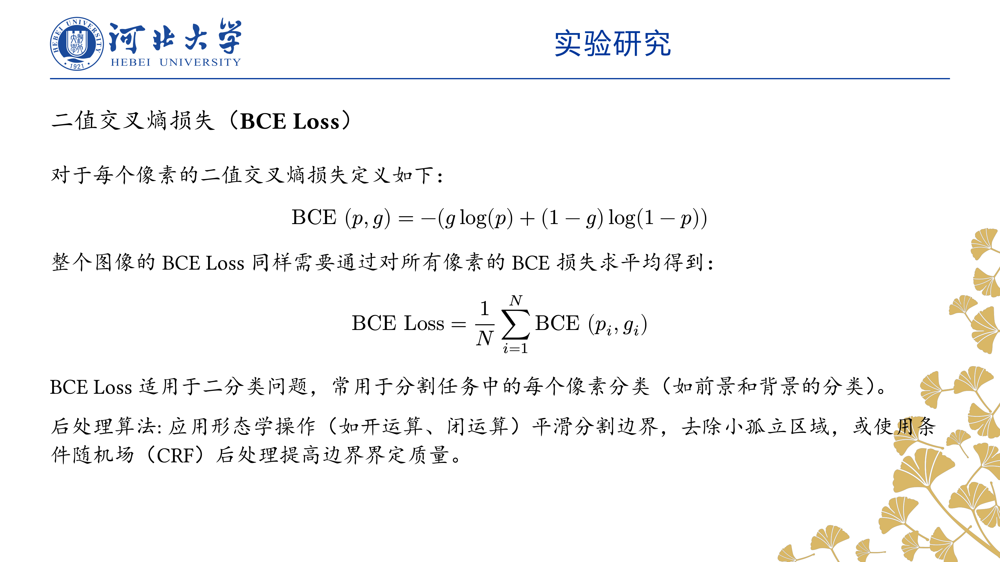 HEBEI UNIVERSITY
1921
河北大学
HEBEI UNIVERSITY
实验研究
二值交叉熵损失（BCE Loss）
对于每个像素的二值交叉熵损失定义如下：
BCE (p, g) = −(g log(p) + (1 − g) log(1 − p))
整个图像的 BCE Loss 同样需要通过对所有像素的 BCE 损失求平均得到：
BCE Loss = \frac{1}{N} \sum_{i=1}^{N} BCE (p_i, g_i)
BCE Loss 适用于二分类问题，常用于分割任务中的每个像素分类（如前景和背景的分类）。
后处理算法: 应用形态学操作（如开运算、闭运算）平滑分割边界，去除小孤立区域，或使用条
件随机场（CRF）后处理提高边界界定质量。